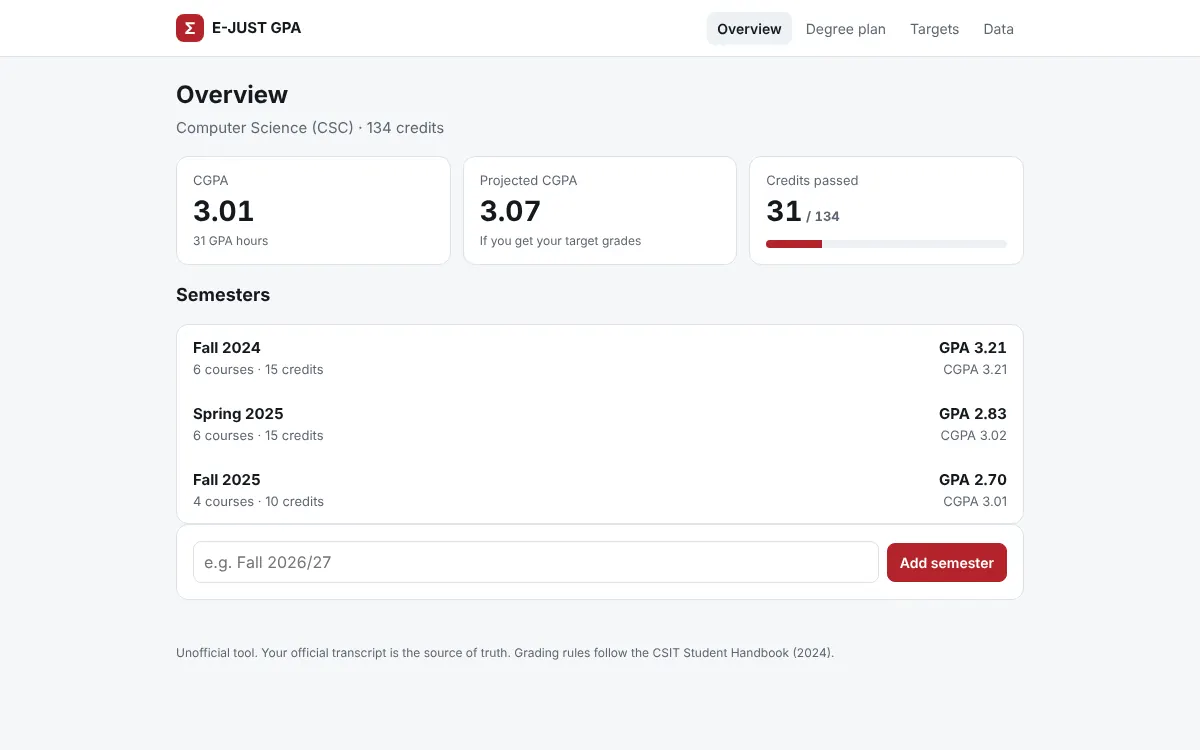 Σ E-JUST GPA
Overview Degree plan Targets Data
Overview
Computer Science (CSC) · 134 credits
CGPA
3.01
31 GPA hours
Projected CGPA
3.07
If you get your target grades
Credits passed
31 / 134
Semesters
Fall 2024 GPA 3.21
6 courses · 15 credits CGPA 3.21
Spring 2025 GPA 2.83
6 courses · 15 credits CGPA 3.02
Fall 2025 GPA 2.70
4 courses · 10 credits CGPA 3.01
e.g. Fall 2026/27 Add semester
Unofficial tool. Your official transcript is the source of truth. Grading rules follow the CSIT Student Handbook (2024).